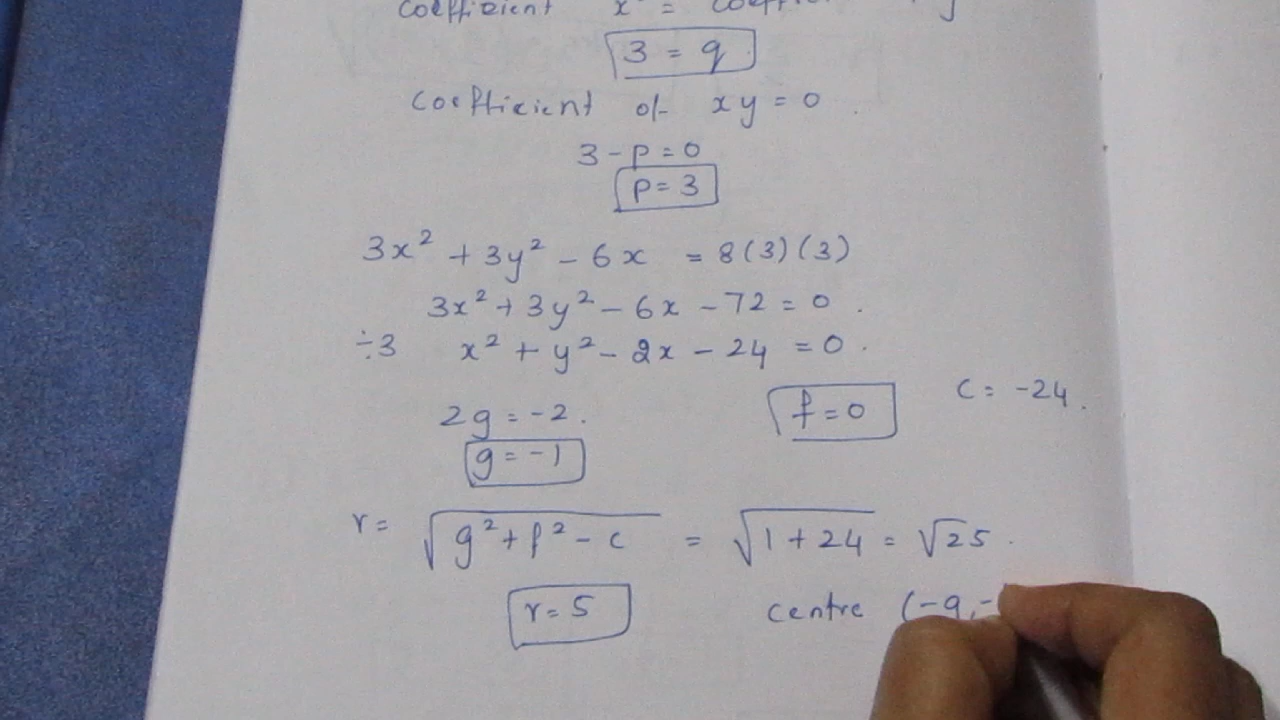 coefficient x =
3 = q
coefficient of xy = 0 .
3 - p = 0
p = 3
3x² + 3y² - 6x = 8(3)(3)
3x² + 3y² - 6x - 72 = 0 .
÷3 x² + y² - 2x - 24 = 0 .
2g = -2 . f = 0 c = -24 .
g = -1
r = √(g² + f² - c) = √(1 + 24) = √25 .
r = 5 centre (-g, -